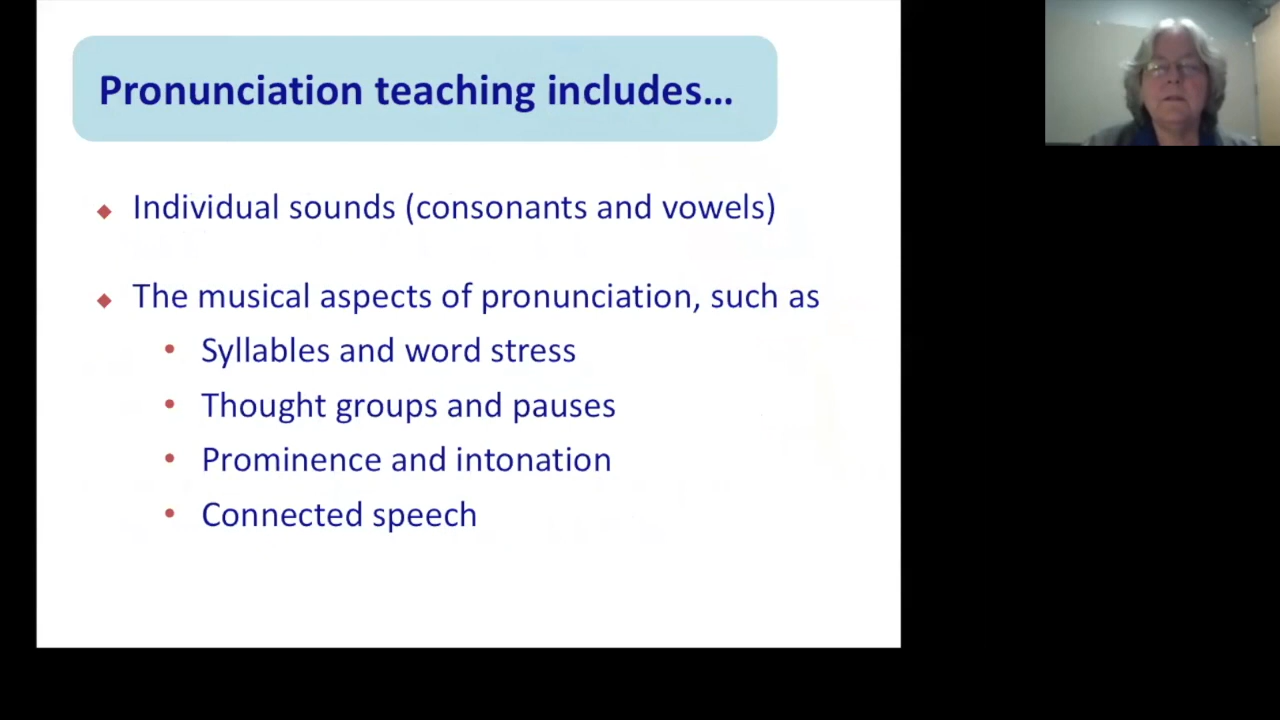 Pronunciation teaching includes…
Individual sounds (consonants and vowels)
The musical aspects of pronunciation, such as
Syllables and word stress
Thought groups and pauses
Prominence and intonation
Connected speech